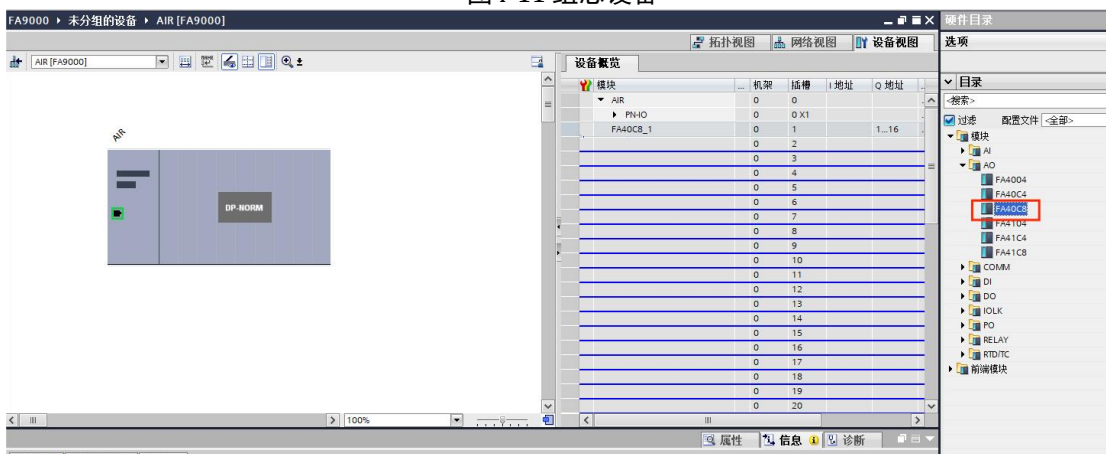 FA9000 ▸ 未分组的设备 ▸ AIR [FA9000]
硬件目录
拓扑视图 网络视图 设备视图
选项
AIR [FA9000]
设备概览
模块 ... 机架 插槽 I 地址 Q 地址
AIR 0 0
PN-IO 0 0 X1
FA40C8_1 0 1 1...16
0 2
0 3
0 4
0 5
0 6
0 7
0 8
0 9
0 10
0 11
0 12
0 13
0 14
0 15
0 16
0 17
0 18
0 19
0 20
AIR
DP-NORM
100%
属性 信息 诊断
目录
<搜索>
过滤 配置文件 <全部>
模块
AI
AO
FA4004
FA40C4
FA40C8
FA4104
FA41C4
FA41C8
COMM
DI
DO
IOLK
PO
RELAY
RTD/TC
前端模块